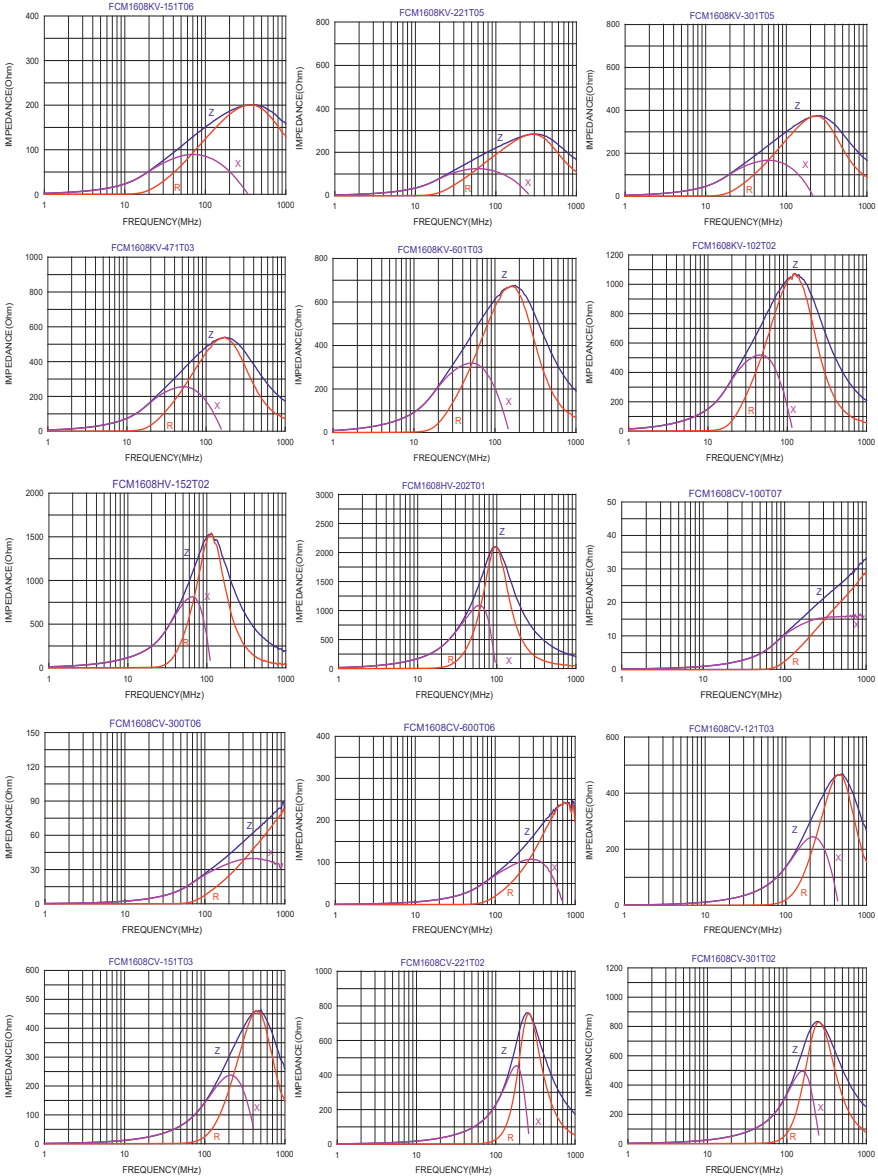 FCM1608KV-151T06
IMPEDANCE(Ohm)
400
300
200
100
0
Z
X
R
1 10 100 1000
FREQUENCY(MHz)
FCM1608KV-221T05
IMPEDANCE(Ohm)
800
600
400
200
0
Z
X
R
1 10 100 1000
FREQUENCY(MHz)
FCM1608KV-301T05
IMPEDANCE(Ohm)
800
600
400
200
0
Z
X
R
1 10 100 1000
FREQUENCY(MHz)
FCM1608KV-471T03
IMPEDANCE(Ohm)
1000
800
600
400
200
0
Z
X
R
1 10 100 1000
FREQUENCY(MHz)
FCM1608KV-601T03
IMPEDANCE(Ohm)
800
600
400
200
0
Z
X
R
1 10 100 1000
FREQUENCY(MHz)
FCM1608KV-102T02
IMPEDANCE(Ohm)
1200
1000
800
600
400
200
0
Z
X
R
1 10 100 1000
FREQUENCY(MHz)
FCM1608HV-152T02
IMPEDANCE(Ohm)
2000
1500
1000
500
0
Z
X
R
1 10 100 1000
FREQUENCY(MHz)
FCM1608HV-202T01
IMPEDANCE(Ohm)
3000
2500
2000
1500
1000
500
0
Z
X
R
1 10 100 1000
FREQUENCY(MHz)
FCM1608CV-100T07
IMPEDANCE(Ohm)
50
40
30
20
10
0
Z
X
R
1 10 100 1000
FREQUENCY(MHz)
FCM1608CV-300T06
IMPEDANCE(Ohm)
150
120
90
60
30
0
Z
X
R
1 10 100 1000
FREQUENCY(MHz)
FCM1608CV-600T06
IMPEDANCE(Ohm)
400
300
200
100
0
Z
X
R
1 10 100 1000
FREQUENCY(MHz)
FCM1608CV-121T03
IMPEDANCE(Ohm)
600
400
200
0
Z
X
R
1 10 100 1000
FREQUENCY(MHz)
FCM1608CV-151T03
IMPEDANCE(Ohm)
600
500
400
300
200
100
0
Z
X
R
1 10 100 1000
FREQUENCY(MHz)
FCM1608CV-221T02
IMPEDANCE(Ohm)
1000
800
600
400
200
0
Z
X
R
1 10 100 1000
FREQUENCY(MHz)
FCM1608CV-301T02
IMPEDANCE(Ohm)
1200
1000
800
600
400
200
0
Z
X
R
1 10 100 1000
FREQUENCY(MHz)